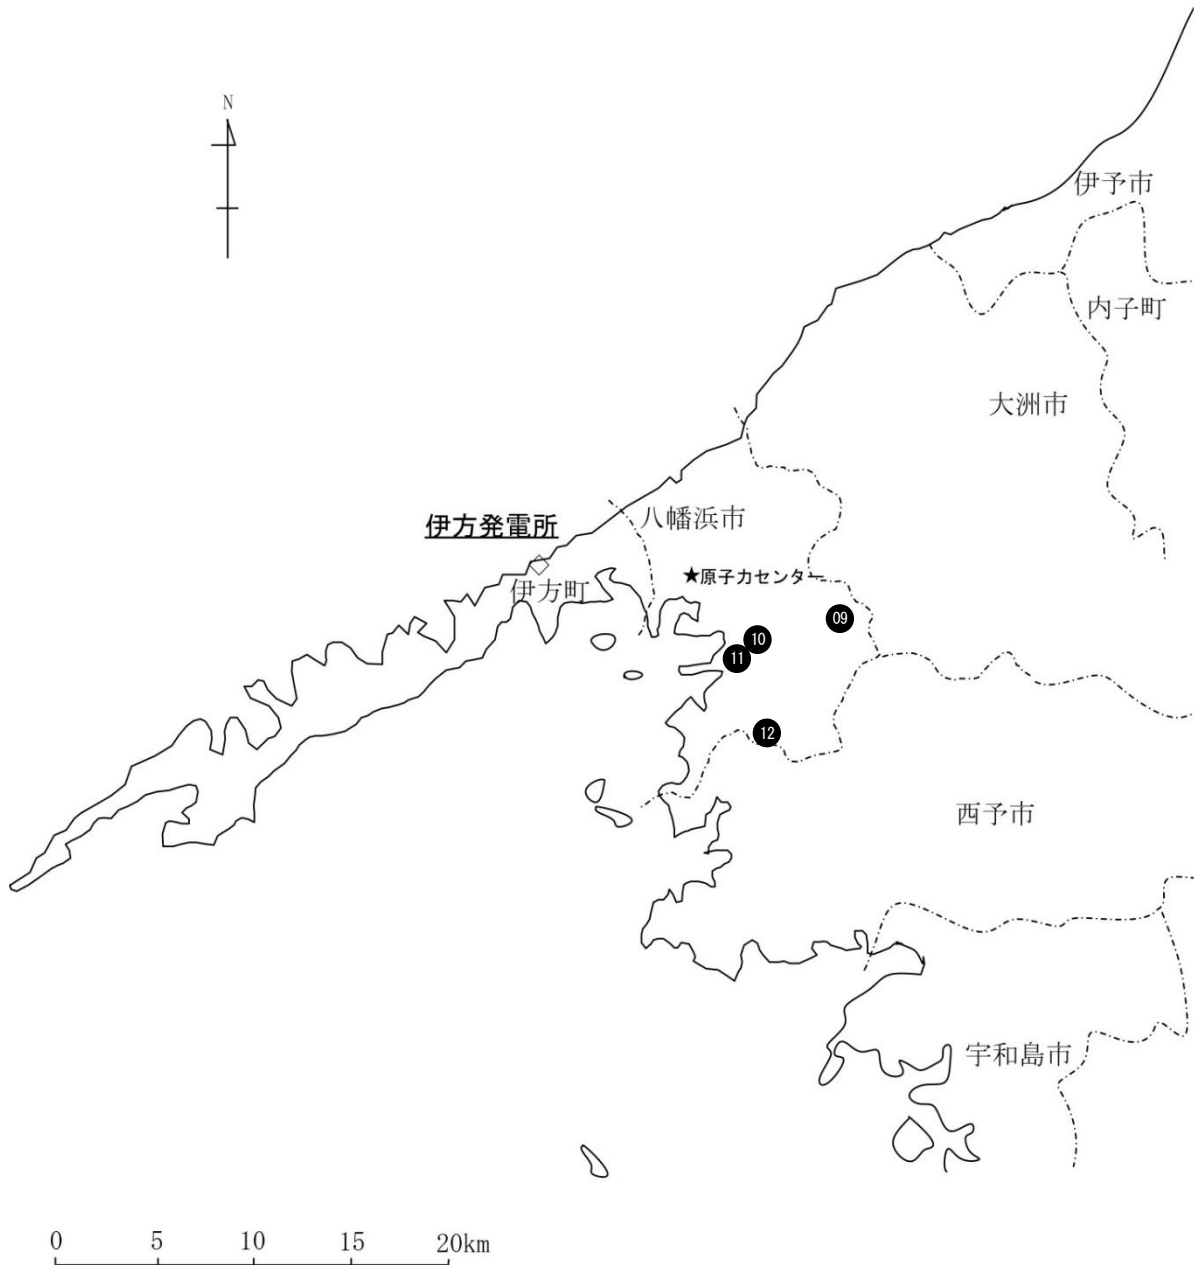 N
伊予市
内子町
大洲市
伊方発電所
八幡浜市
★原子力センター
伊方町
09
10
11
12
西予市
宇和島市
0 5 10 15 20km